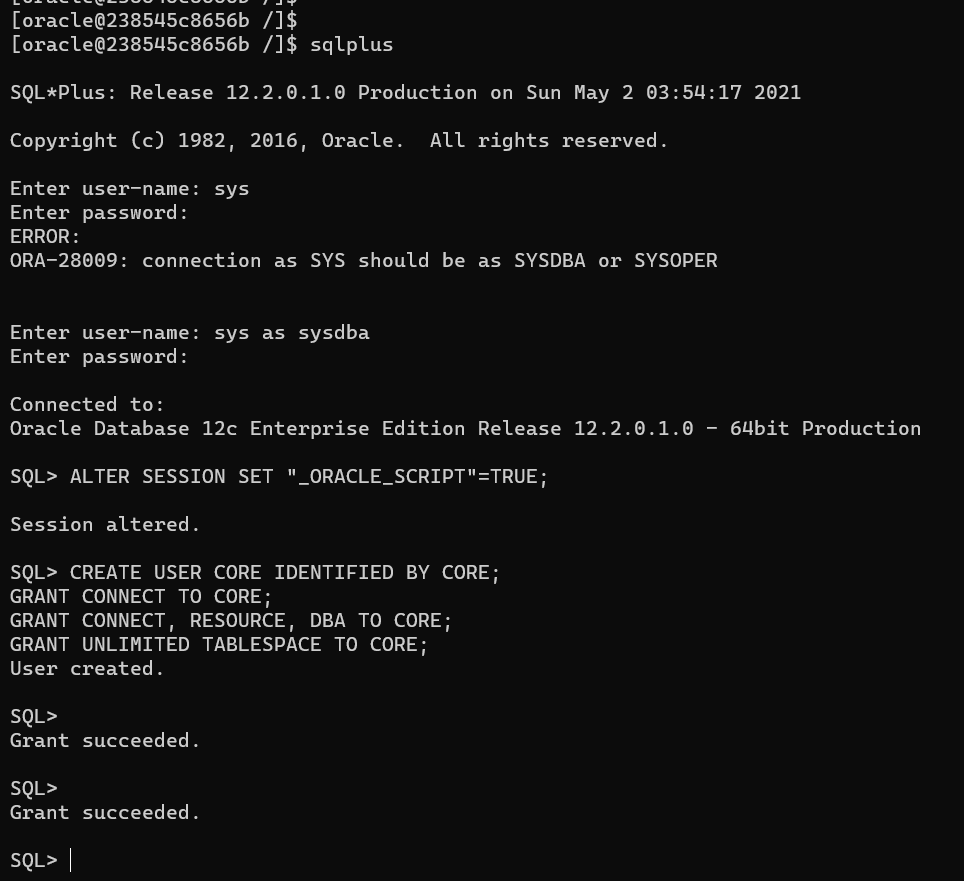 [oracle@238545c8656b /]$
[oracle@238545c8656b /]$
[oracle@238545c8656b /]$ sqlplus
SQL*Plus: Release 12.2.0.1.0 Production on Sun May 2 03:54:17 2021
Copyright (c) 1982, 2016, Oracle.  All rights reserved.
Enter user-name: sys
Enter password:
ERROR:
ORA-28009: connection as SYS should be as SYSDBA or SYSOPER
Enter user-name: sys as sysdba
Enter password:
Connected to:
Oracle Database 12c Enterprise Edition Release 12.2.0.1.0 - 64bit Production
SQL> ALTER SESSION SET "_ORACLE_SCRIPT"=TRUE;
Session altered.
SQL> CREATE USER CORE IDENTIFIED BY CORE;
GRANT CONNECT TO CORE;
GRANT CONNECT, RESOURCE, DBA TO CORE;
GRANT UNLIMITED TABLESPACE TO CORE;
User created.
SQL>
Grant succeeded.
SQL>
Grant succeeded.
SQL>